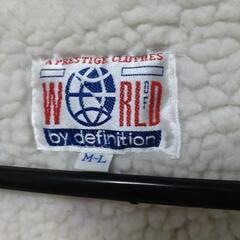 A PRESTIGE CLOTHES
WORLD
OF
by definition
M-L